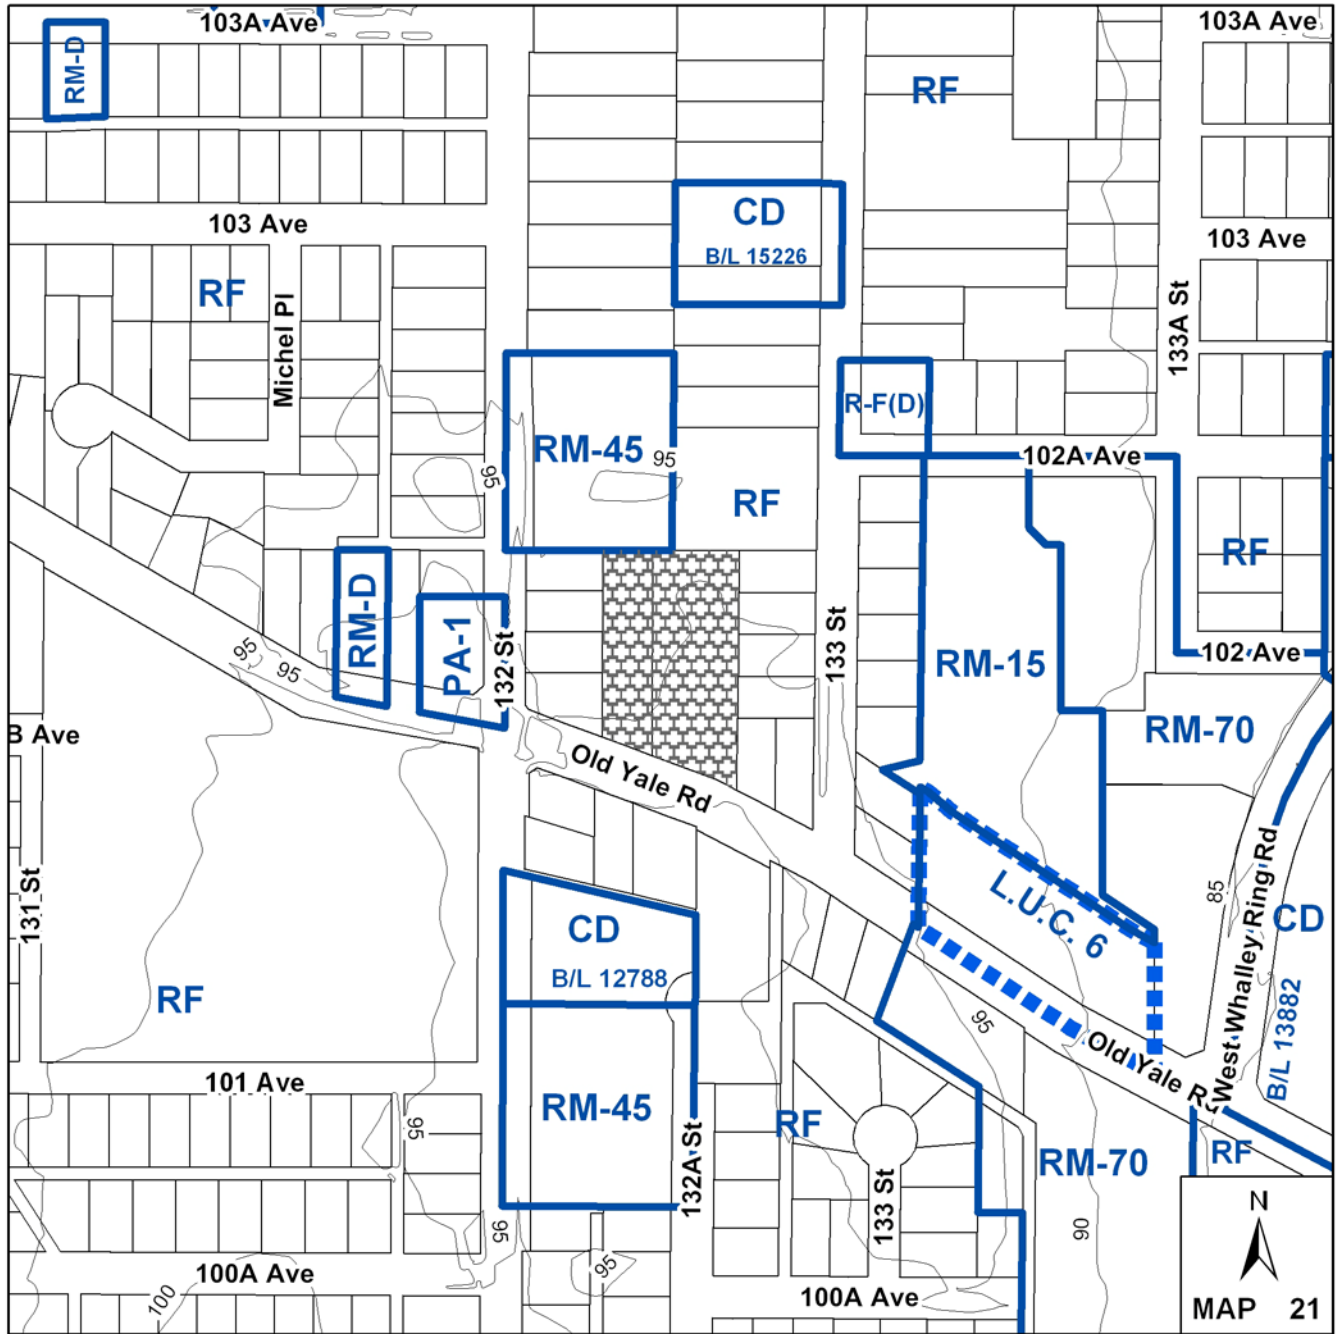 103A Ave
103A Ave
RM-D
RF
CD
B/L 15226
103 Ave
103 Ave
RF
Michel Pl
133A St
R-F(D)
RM-45
95
95
102A Ave
RF
RF
RM-D
PA-1
132 St
133 St
95
95
RM-15
102 Ave
B Ave
RM-70
Old Yale Rd
131 St
L.U.C. 6
85
West Whalley Ring Rd
CD
B/L 13882
CD
B/L 12788
RF
95
Old Yale Rd
101 Ave
RM-45
95
RF
132A St
133 St
RM-70
RF
95
95
90
100A Ave
100
100A Ave
N
MAP 21